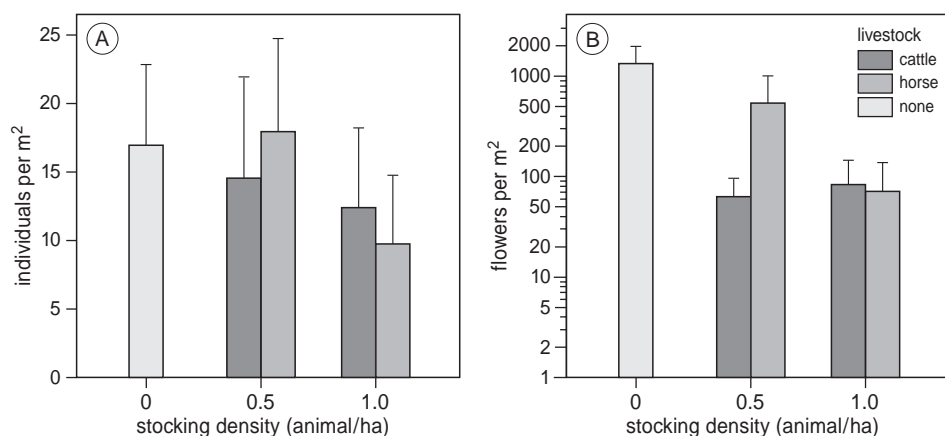 A
individuals per m²
25
20
15
10
5
0
0 0.5 1.0
stocking density (animal/ha)
B
flowers per m²
2000
1000
500
200
100
50
20
10
5
2
1
0 0.5 1.0
stocking density (animal/ha)
livestock
cattle
horse
none